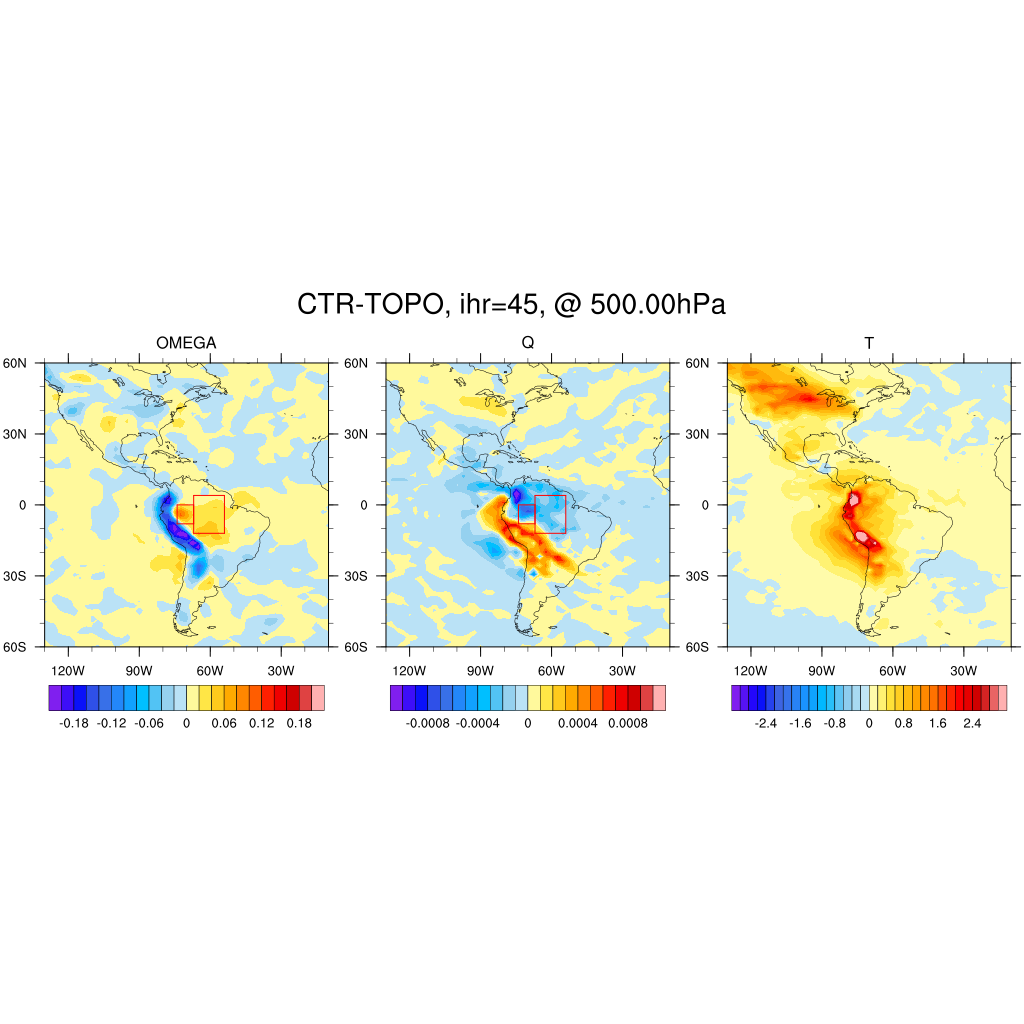 CTR-TOPO, ihr=45, @ 500.00hPa
OMEGA
Q
T
60N
30N
0
30S
60S
120W 90W 60W 30W
60N
30N
0
30S
60S
120W 90W 60W 30W
60N
30N
0
30S
60S
120W 90W 60W 30W
-0.18 -0.12 -0.06 0 0.06 0.12 0.18
-0.0008 -0.0004 0 0.0004 0.0008
-2.4 -1.6 -0.8 0 0.8 1.6 2.4